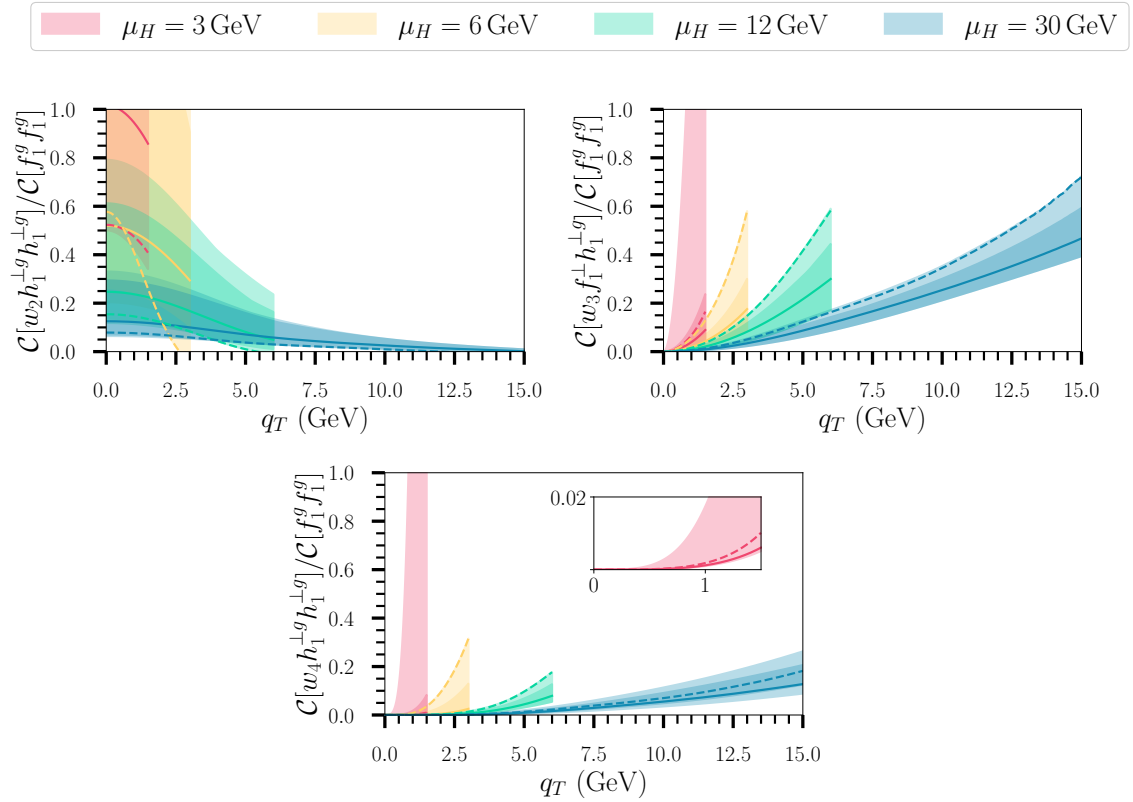 μ_H = 3 GeV μ_H = 6 GeV μ_H = 12 GeV μ_H = 30 GeV
C[w_2 h_1^{⊥g} h_1^{⊥g}]/C[f_1^g f_1^g]
1.0
0.8
0.6
0.4
0.2
0.0
0.0 2.5 5.0 7.5 10.0 12.5 15.0
q_T (GeV)
C[w_3 f_1^⊥ h_1^{⊥g}]/C[f_1^g f_1^g]
1.0
0.8
0.6
0.4
0.2
0.0
0.0 2.5 5.0 7.5 10.0 12.5 15.0
q_T (GeV)
C[w_4 h_1^{⊥g} h_1^{⊥g}]/C[f_1^g f_1^g]
1.0
0.8
0.6
0.4
0.2
0.0
0.0 2.5 5.0 7.5 10.0 12.5 15.0
q_T (GeV)
0.02
0 1